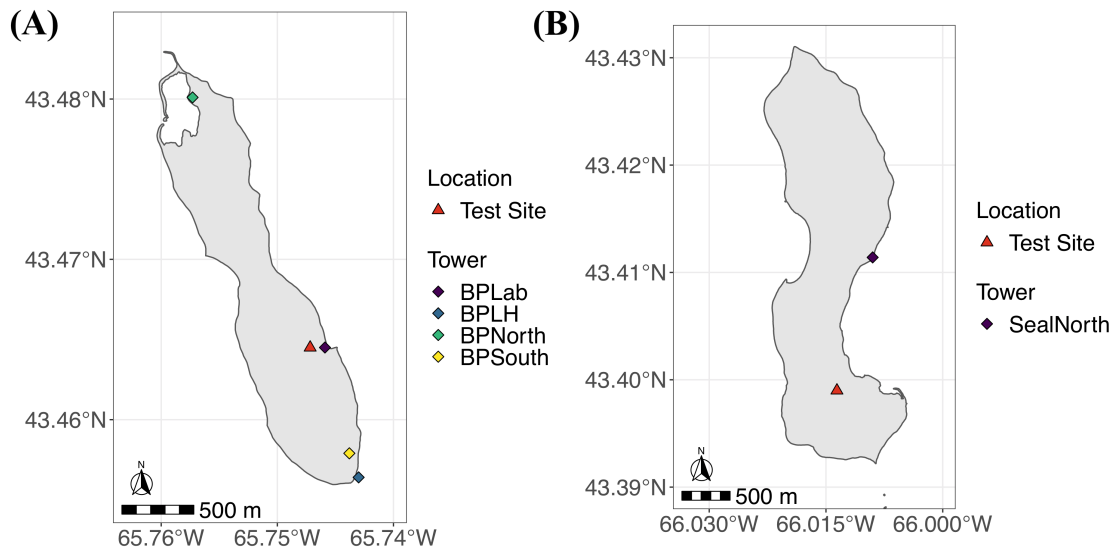 (A)
43.48°N
43.47°N
43.46°N
N
500 m
65.76°W
65.75°W
65.74°W
Location
Test Site
Tower
BPLab
BPLH
BPNorth
BPSouth
(B)
43.43°N
43.42°N
43.41°N
43.40°N
43.39°N
N
500 m
66.030°W
66.015°W
66.000°W
Location
Test Site
Tower
SealNorth